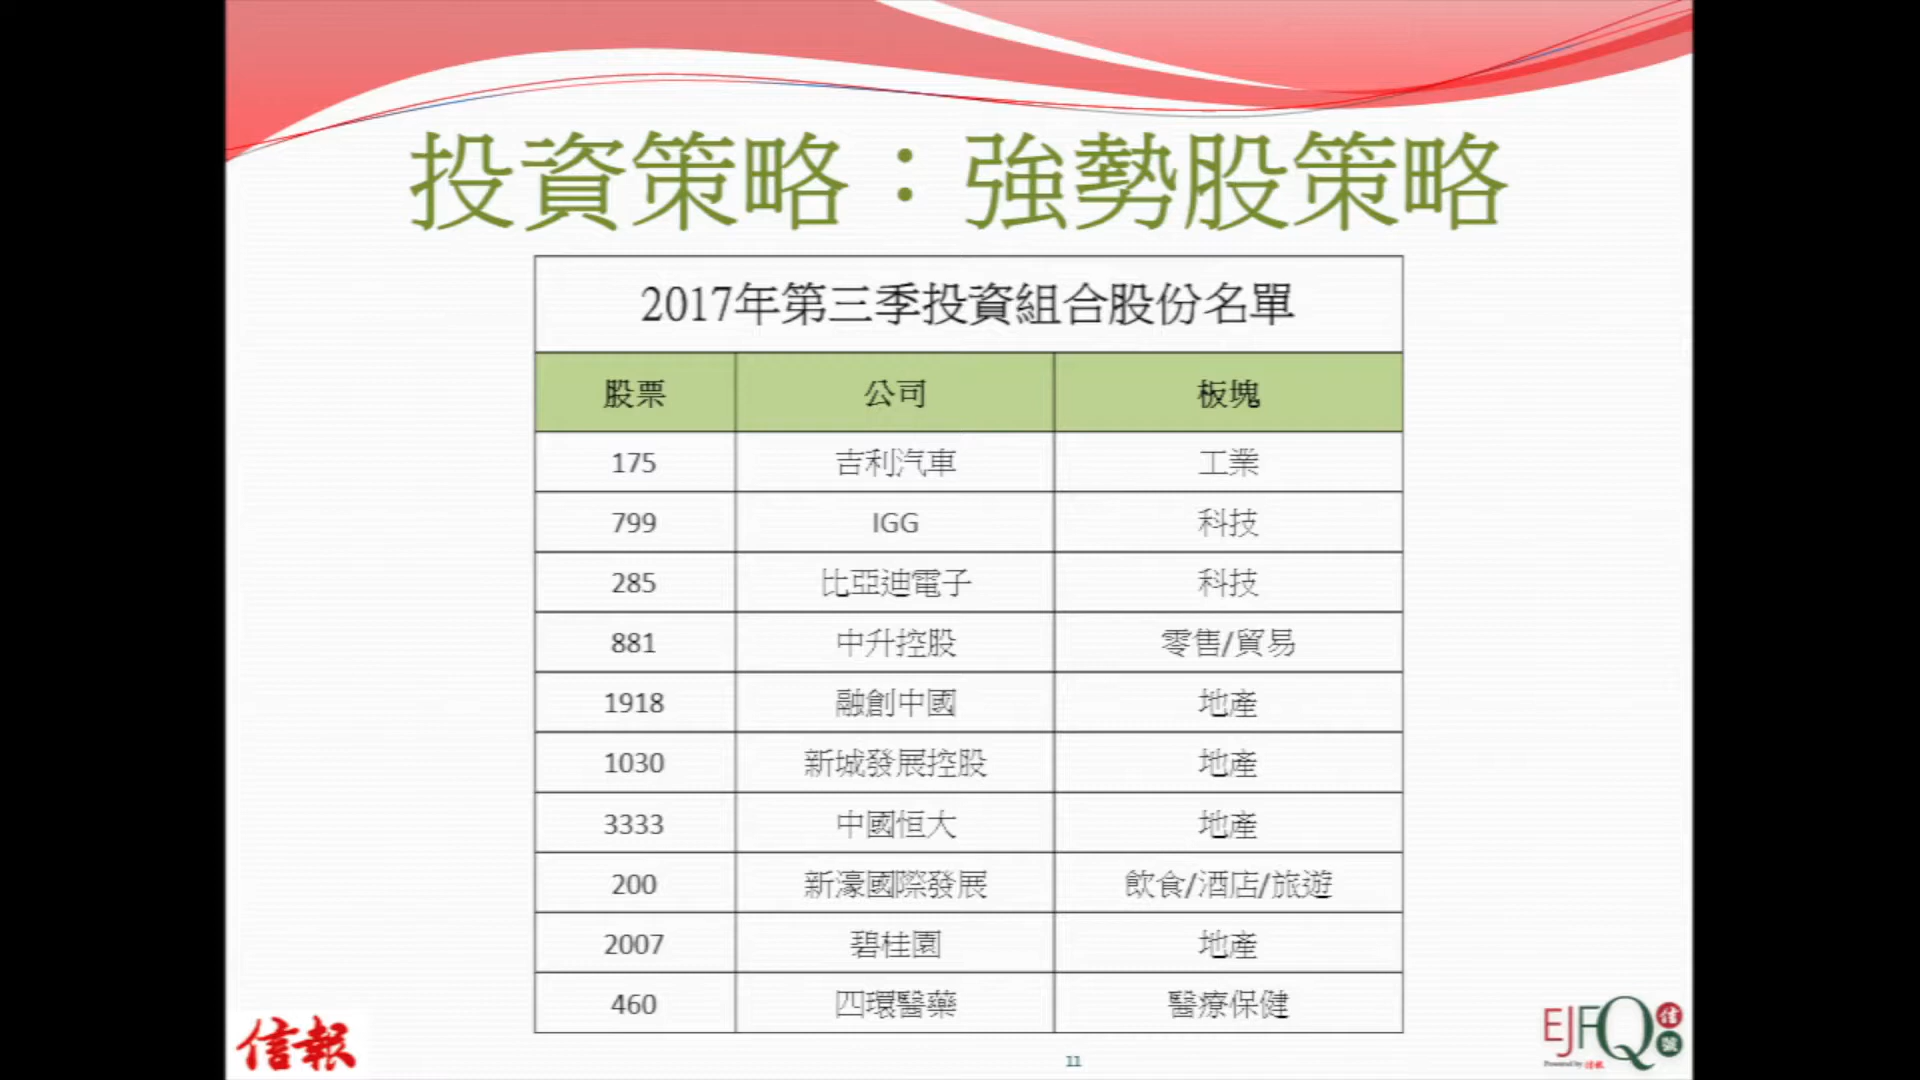 投資策略：強勢股策略
2017年第三季投資組合股份名單
股票 公司 板塊
175 吉利汽車 工業
799 IGG 科技
285 比亞迪電子 科技
881 中升控股 零售/貿易
1918 融創中國 地產
1030 新城發展控股 地產
3333 中國恒大 地產
200 新濠國際發展 飲食/酒店/旅遊
2007 碧桂園 地產
460 四環醫藥 醫療保健
信報
11
EJFQ 信號
Powered by 信報